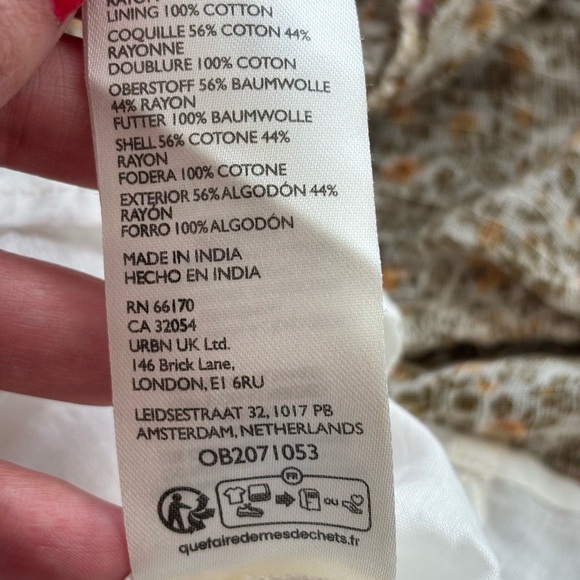 LINING 100% COTTON
COQUILLE 56% COTON 44%
RAYONNE
DOUBLURE 100% COTON
OBERSTOFF 56% BAUMWOLLE
44% RAYON
FUTTER 100% BAUMWOLLE
SHELL 56% COTONE 44%
RAYON
FODERA 100% COTONE
EXTERIOR 56% ALGODÓN 44%
RAYÓN
FORRO 100% ALGODÓN
MADE IN INDIA
HECHO EN INDIA
RN 66170
CA 32054
URBN UK Ltd.
146 Brick Lane,
LONDON, E1 6RU
LEIDSESTRAAT 32, 1017 PB
AMSTERDAM, NETHERLANDS
OB2071053
FR
OU
quefairedemesdechets.fr